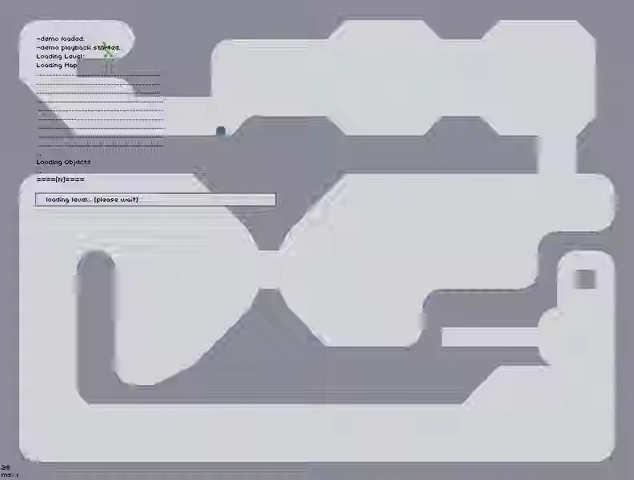 -demo loaded.
-demo playback started.
Loading Level:
Loading Map
Loading Objects
====[N]====
loading level... (please wait)